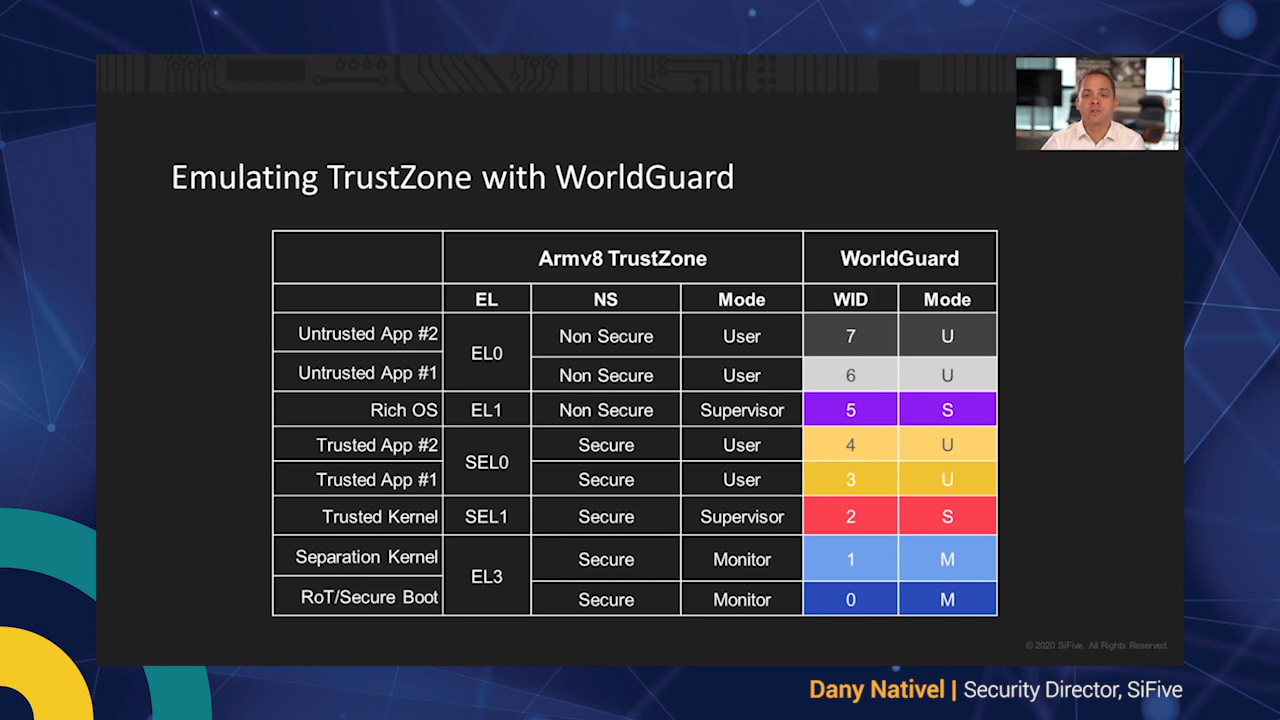 Emulating TrustZone with WorldGuard
Armv8 TrustZone WorldGuard
EL NS Mode WID Mode
Untrusted App #2 EL0 Non Secure User 7 U
Untrusted App #1 Non Secure User 6 U
Rich OS EL1 Non Secure Supervisor 5 S
Trusted App #2 SEL0 Secure User 4 U
Trusted App #1 Secure User 3 U
Trusted Kernel SEL1 Secure Supervisor 2 S
Separation Kernel EL3 Secure Monitor 1 M
RoT/Secure Boot Secure Monitor 0 M
© 2020 SiFive. All Rights Reserved.
Dany Nativel | Security Director, SiFive